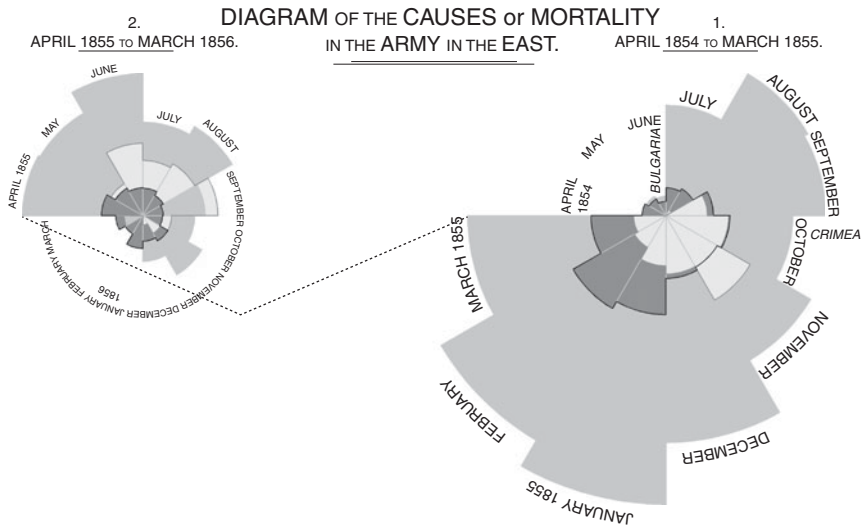 DIAGRAM OF THE CAUSES or MORTALITY
IN THE ARMY IN THE EAST.
2.
APRIL 1855 TO MARCH 1856.
1.
APRIL 1854 TO MARCH 1855.
APRIL 1855
MAY
JUNE
JULY
AUGUST
SEPTEMBER
OCTOBER
NOVEMBER
DECEMBER
JANUARY
1856
FEBRUARY
MARCH
APRIL
1854
MAY
JUNE
BULGARIAE
JULY
AUGUST
SEPTEMBER
OCTOBER
CRIMEA
NOVEMBER
DECEMBER
JANUARY 1855
FEBRUARY
MARCH 1855